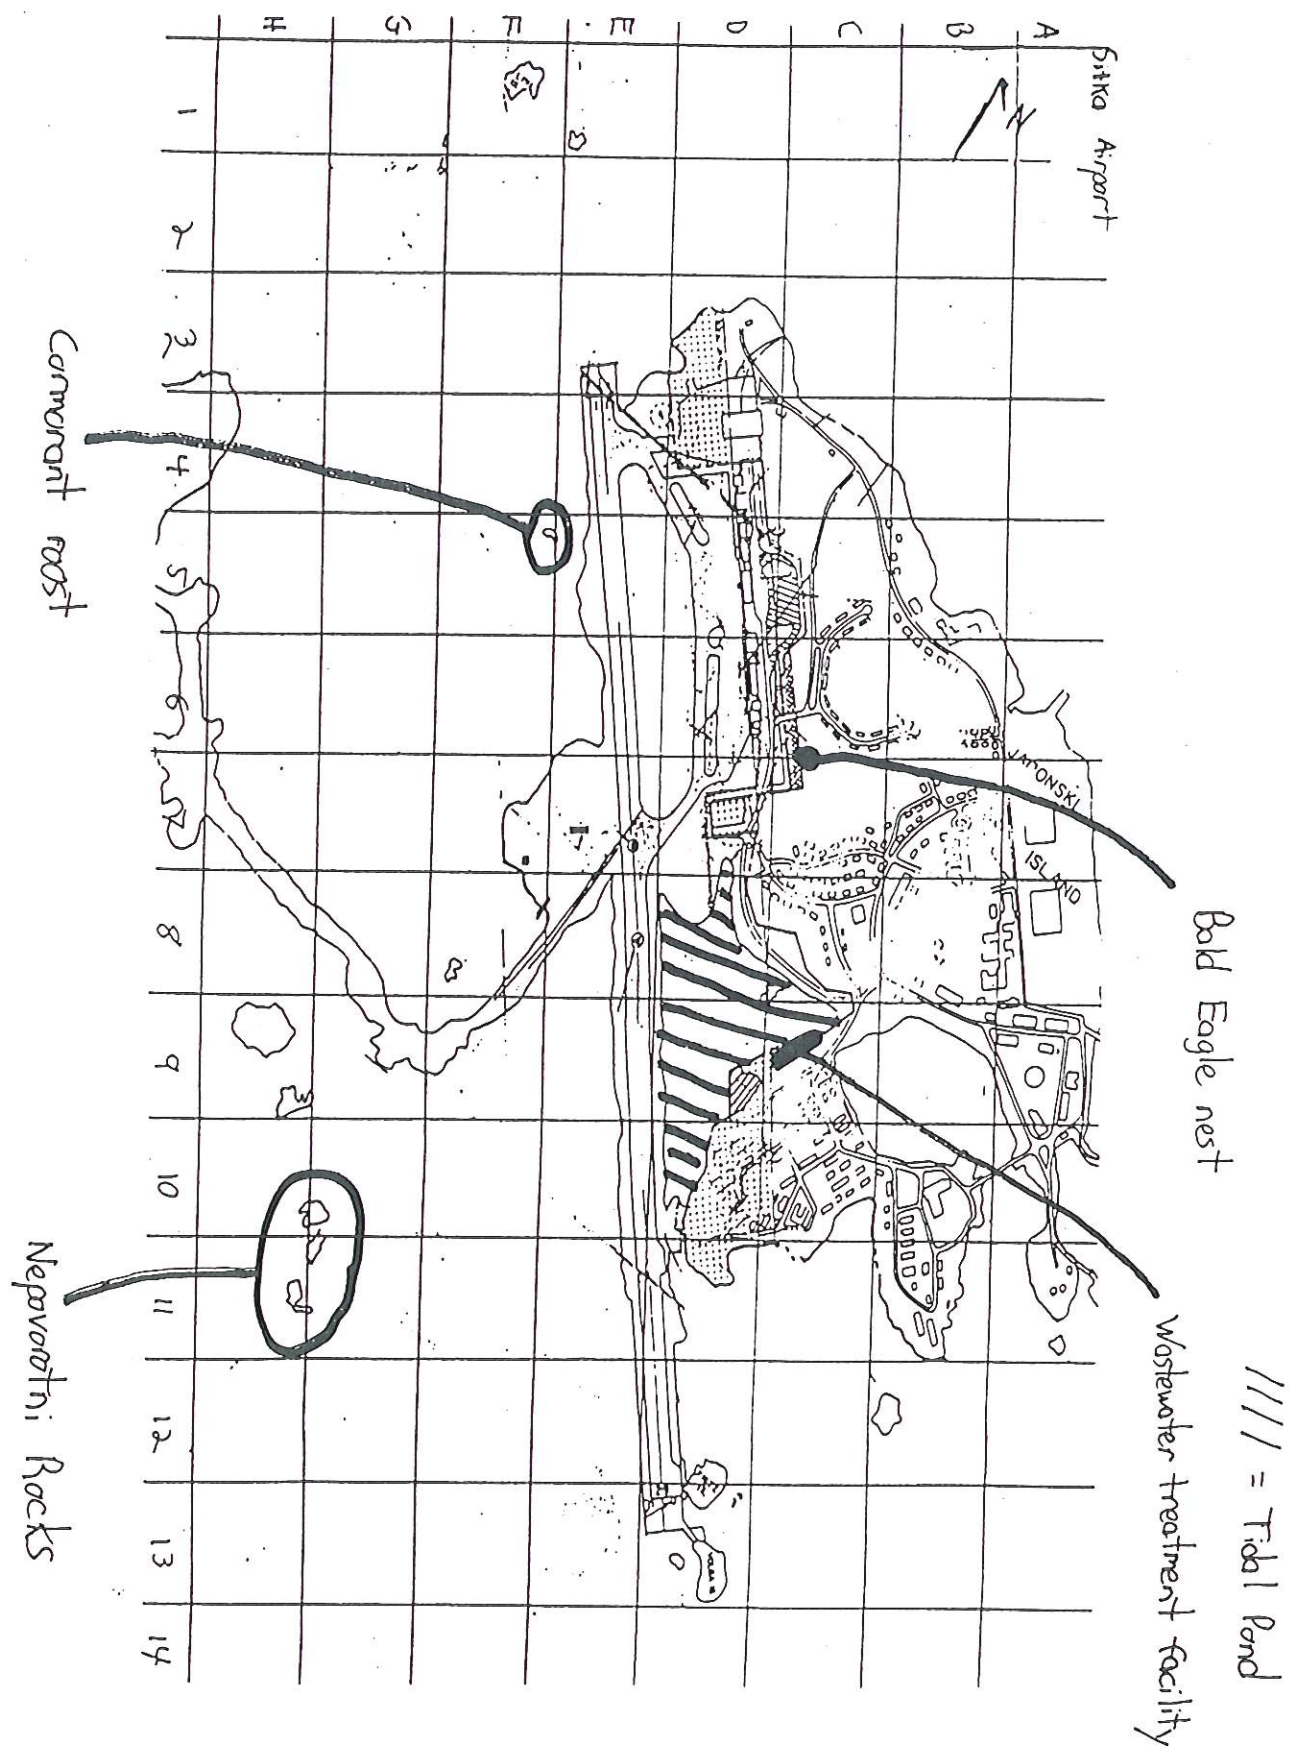 Sitka Airport
N
A
B
C
D
E
F
G
H
1
2
3
4
5
6
7
8
9
10
11
12
13
14
JAPONSKI
ISLAND
Bald Eagle nest
Wastewater treatment facility
///// = Tidal Pond
Cormorant roost
Nepovorotni Rocks